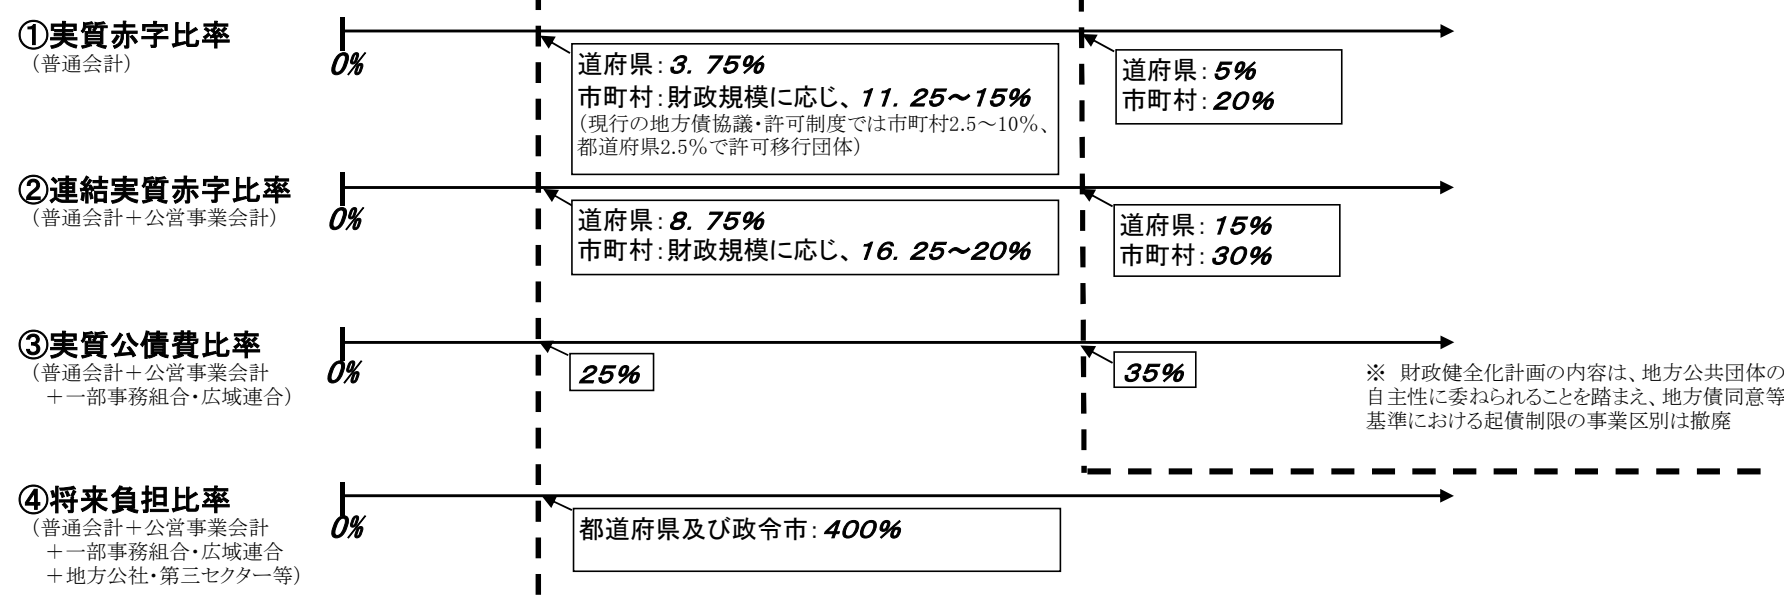 ①実質赤字比率
（普通会計）
0%
道府県：3．75%
市町村：財政規模に応じ、11．25～15%
（現行の地方債協議・許可制度では市町村2.5～10％、
都道府県2.5％で許可移行団体）
道府県：5%
市町村：20%
②連結実質赤字比率
（普通会計＋公営事業会計）
0%
道府県：8．75%
市町村：財政規模に応じ、16．25～20%
道府県：15%
市町村：30%
③実質公債費比率
（普通会計＋公営事業会計
＋一部事務組合・広域連合）
0%
25%
35%
※　財政健全化計画の内容は、地方公共団体の
自主性に委ねられることを踏まえ、地方債同意等
基準における起債制限の事業区別は撤廃
④将来負担比率
（普通会計＋公営事業会計
＋一部事務組合・広域連合
＋地方公社・第三セクター等）
0%
都道府県及び政令市：400%